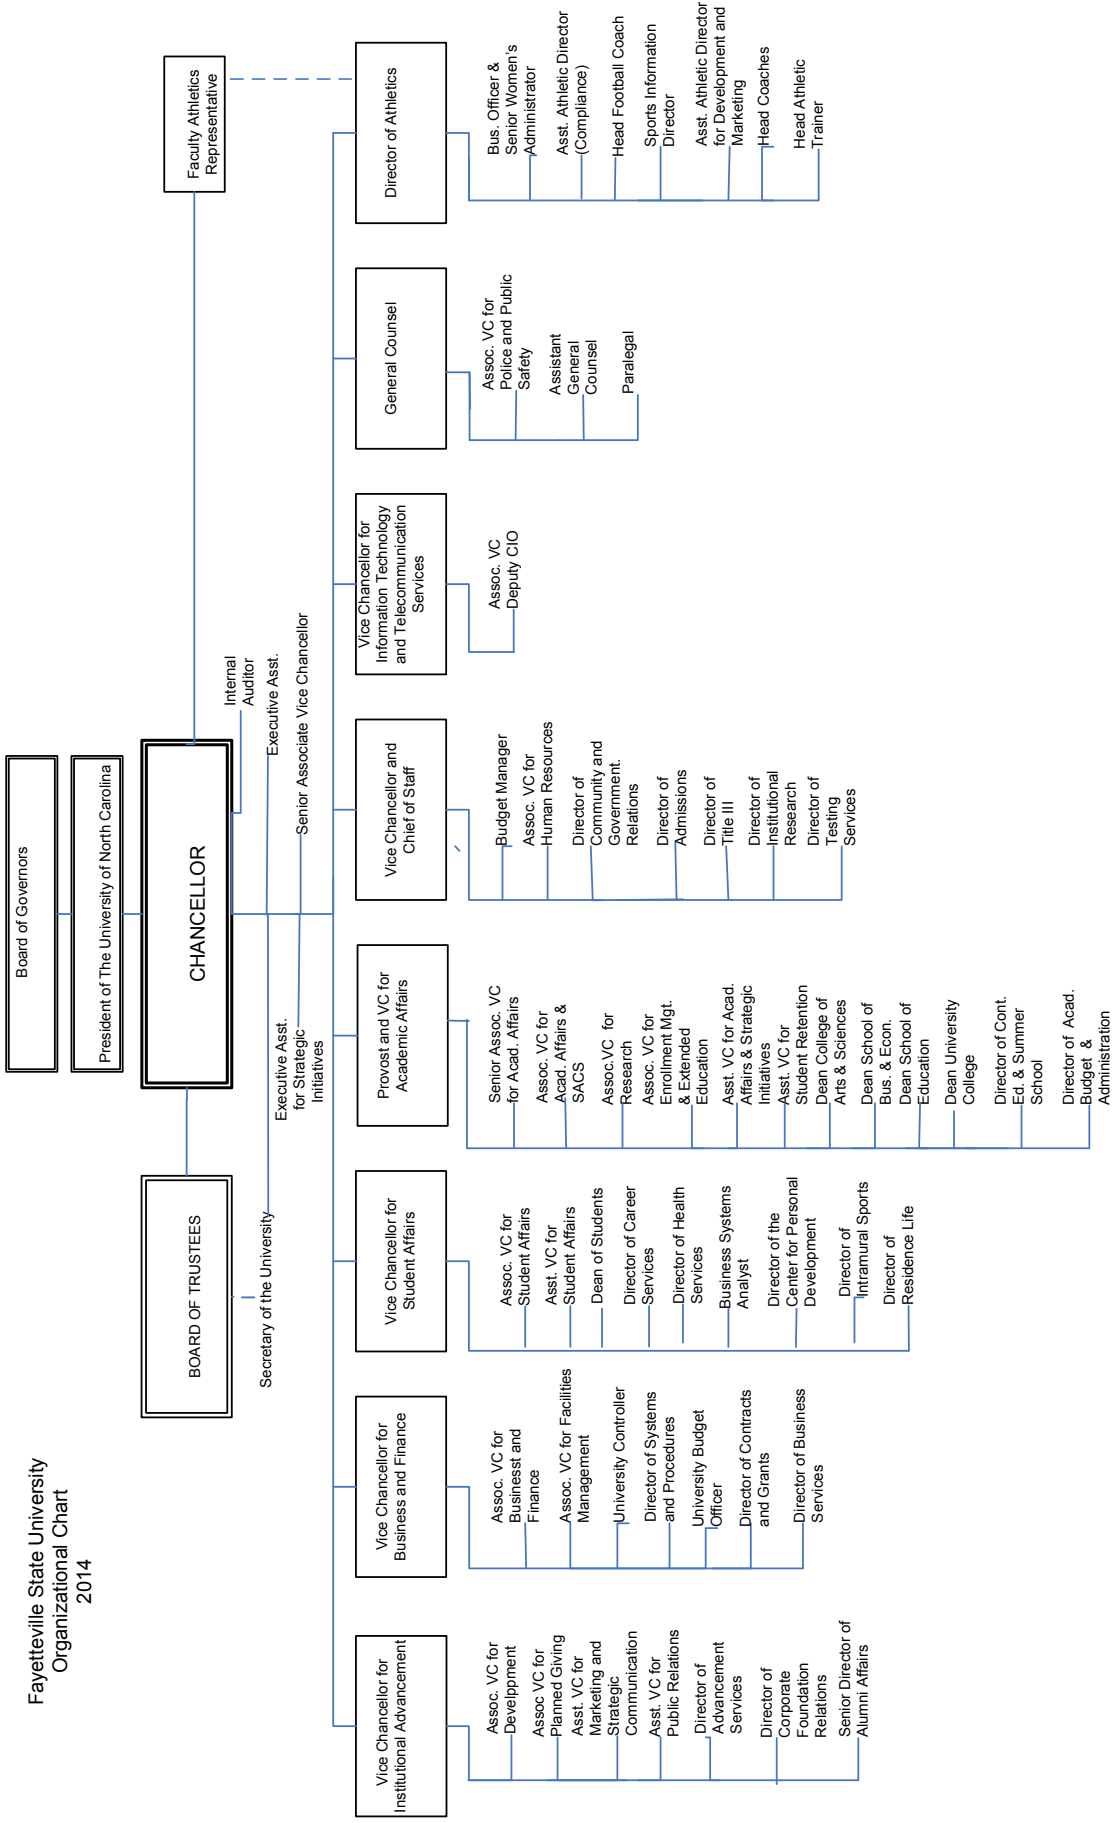 Fayetteville State University
Organizational Chart
2014
Board of Governors
President of The University of North Carolina
CHANCELLOR
BOARD OF TRUSTEES
Faculty Athletics
Representative
Secretary of the University
Internal
Auditor
Executive Asst.
Executive Asst.
for Strategic
Initiatives
Senior Associate Vice Chancellor
Vice Chancellor for
Institutional Advancement
Assoc. VC for
Develppment
Assoc VC for
Planned Giving
Asst. VC for
Marketing and
Strategic
Communication
Asst. VC for
Public Relations
Director of
Advancement
Services
Director of
Corporate
Foundation
Relations
Senior Director of
Alumni Affairs
Vice Chancellor for
Business and Finance
Assoc. VC for
Businesst and
Finance
Assoc. VC for Facilities
Management
University Controller
Director of Systems
and Procedures
University Budget
Officer
Director of Contracts
and Grants
Director of Business
Services
Vice Chancellor for
Student Affairs
Assoc. VC for
Student Affairs
Asst. VC for
Student Affairs
Dean of Students
Director of Career
Services
Director of Health
Services
Business Systems
Analyst
Director of the
Center for Personal
Development
Director of
Intramural Sports
Director of
Residence Life
Provost and VC for
Academic Affairs
Senior Assoc. VC
for Acad. Affairs
Assoc. VC for
Acad. Affairs &
SACS
Assoc.VC for
Research
Assoc. VC for
Enrollment Mgt.
& Extended
Education
Asst. VC for Acad.
Affairs & Strategic
Initiatives
Asst. VC for
Student Retention
Dean College of
Arts & Sciences
Dean School of
Bus. & Econ.
Dean School of
Education
Dean University
College
Director of Cont.
Ed. & Summer
School
Director of Acad.
Budget &
Administration
Vice Chancellor and
Chief of Staff
Budget Manager
Assoc. VC for
Human Resources
Director of
Community and
Government.
Relations
Director of
Admissions
Director of
Title III
Director of
Institutional
Research
Director of
Testing
Services
Vice Chancellor for
Information Technology
and Telecommunication
Services
Assoc. VC
Deputy CIO
General Counsel
Assoc. VC for
Police and Public
Safety
Assistant
General
Counsel
Paralegal
Director of Athletics
Bus. Officer &
Senior Women's
Administrator
Asst. Athletic Director
(Compliance)
Head Football Coach
Sports Information
Director
Asst. Athletic Director
for Development and
Marketing
Head Coaches
Head Athletic
Trainer